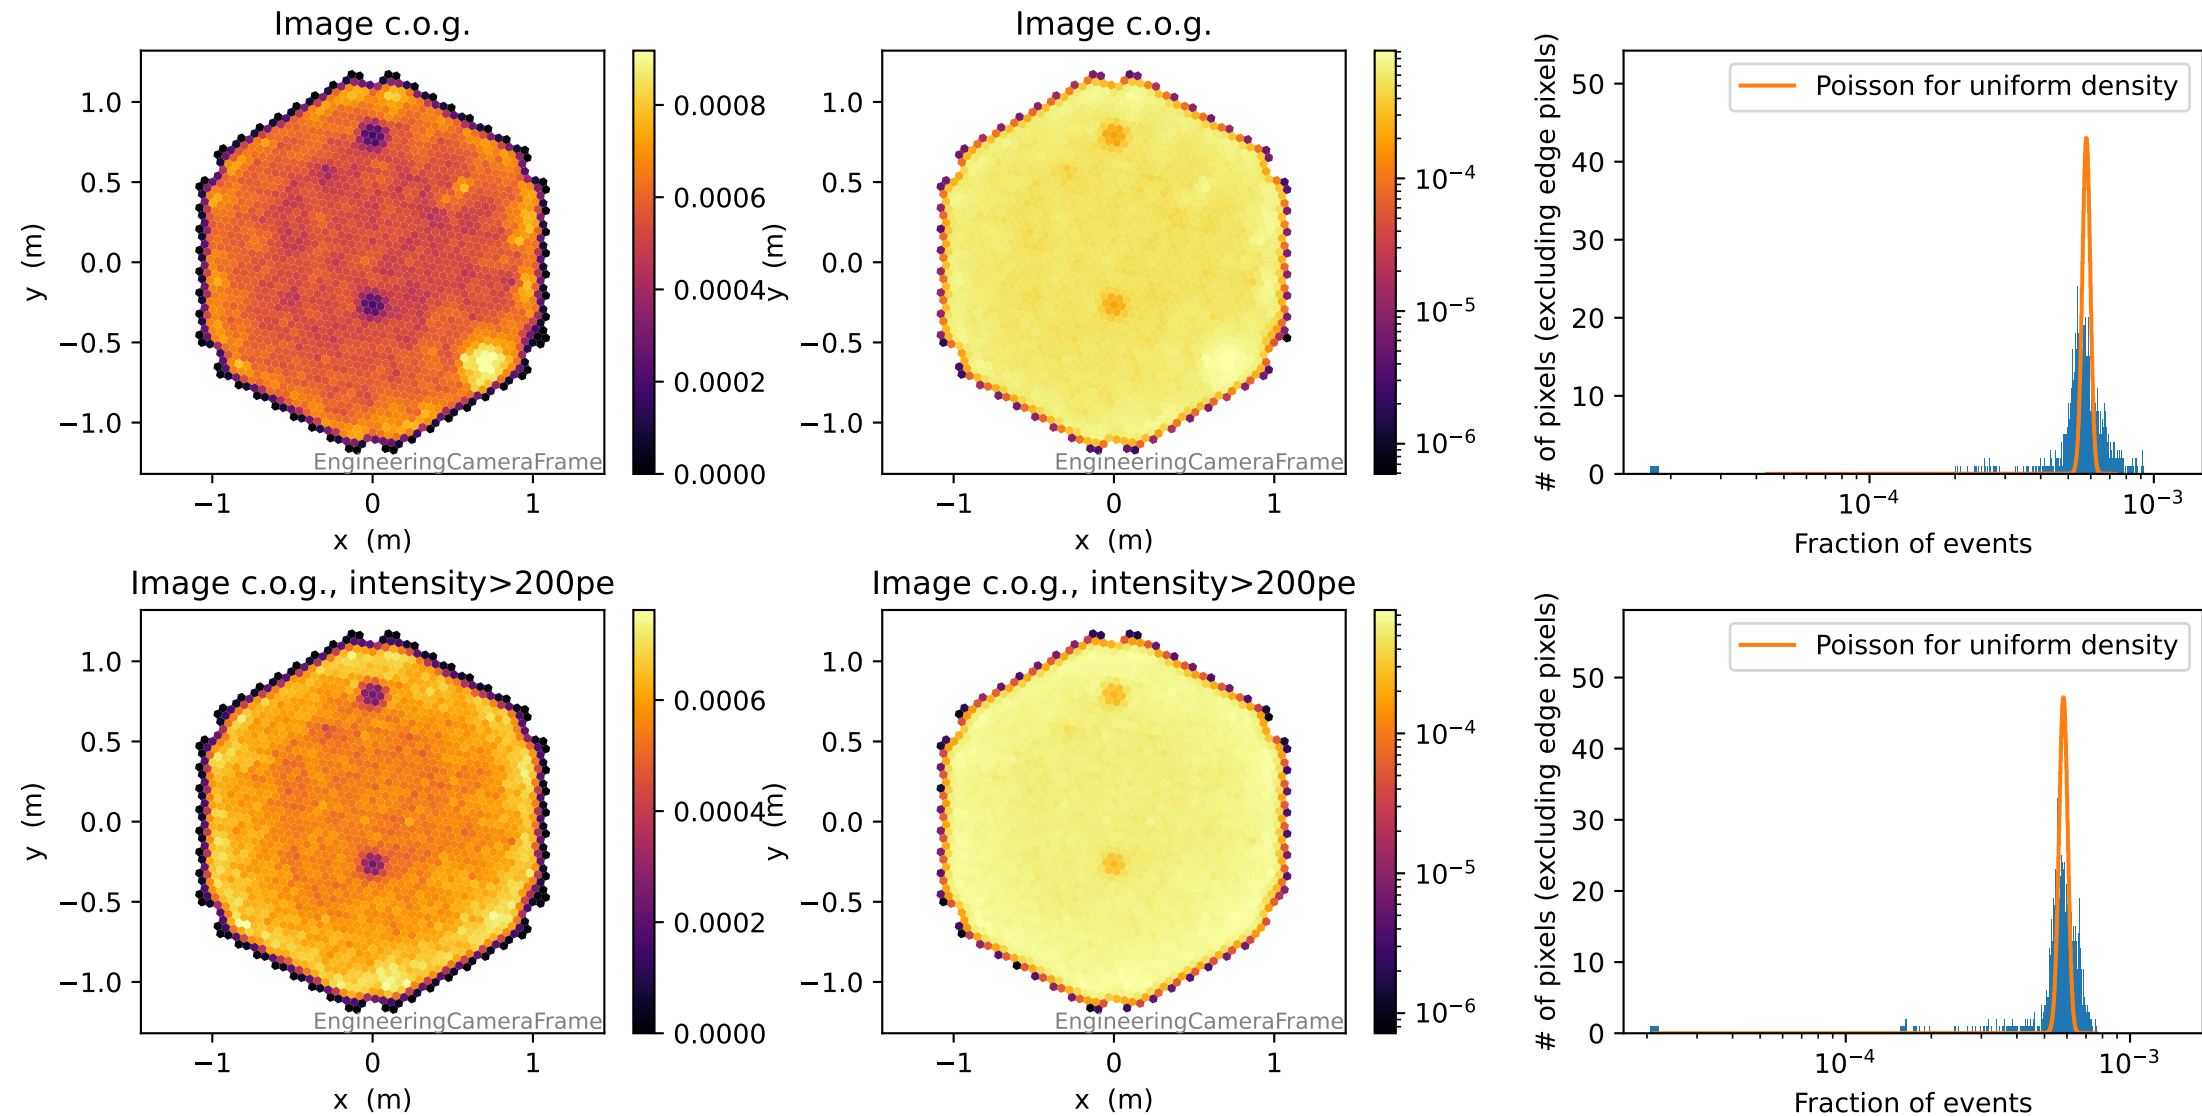 Image c.o.g.
1.0
0.5
0.0
−0.5
−1.0
y (m)
−1
0
1
x (m)
EngineeringCameraFrame
0.0008
0.0006
0.0004
0.0002
0.0000
Image c.o.g.
1.0
0.5
0.0
−0.5
−1.0
y (m)
−1
0
1
x (m)
EngineeringCameraFrame
10⁻⁴
10⁻⁵
10⁻⁶
Poisson for uniform density
50
40
30
20
10
0
# of pixels (excluding edge pixels)
10⁻⁴
10⁻³
Fraction of events
Image c.o.g., intensity>200pe
1.0
0.5
0.0
−0.5
−1.0
y (m)
−1
0
1
x (m)
EngineeringCameraFrame
0.0006
0.0004
0.0002
0.0000
Image c.o.g., intensity>200pe
1.0
0.5
0.0
−0.5
−1.0
y (m)
−1
0
1
x (m)
EngineeringCameraFrame
10⁻⁴
10⁻⁵
10⁻⁶
Poisson for uniform density
50
40
30
20
10
0
# of pixels (excluding edge pixels)
10⁻⁴
10⁻³
Fraction of events